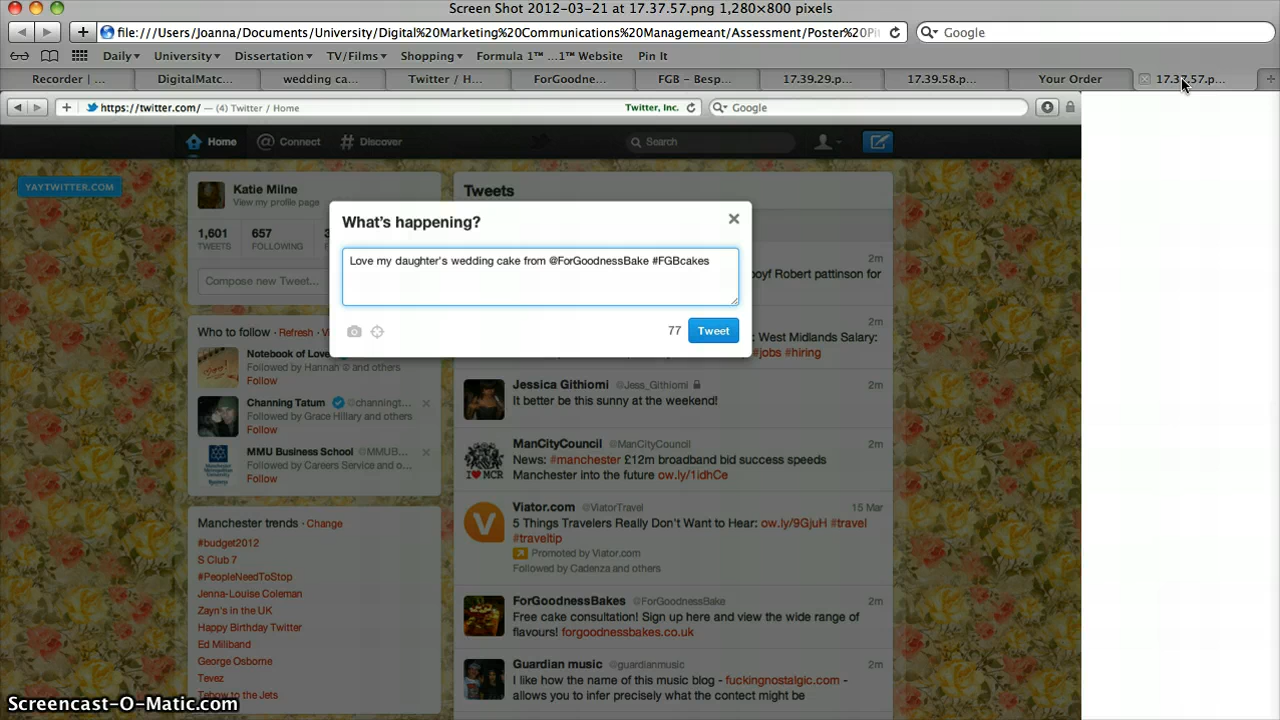 Screen Shot 2012-03-21 at 17.37.57.png 1,280×800 pixels
file:///Users/Joanna/Documents/University/Digital%20Marketing%20Communications%20Managemeant/Assessment/Poster%20Pi
Google
Daily
University
Dissertation
TV/Films
Shopping
Formula 1™ ...1™ Website
Pin It
Recorder | ...
DigitalMatc...
wedding ca...
Twitter / H...
ForGoodne...
FGB – Besp...
17.39.29.p...
17.39.58.p...
Your Order
17.37.57.p...
https://twitter.com/ — (4) Twitter / Home
Twitter, Inc.
Google
Home
Connect
Discover
Search
YAYTWITTER.COM
Katie Milne
View my profile page
1,601
TWEETS
657
FOLLOWING
Compose new Tweet...
Tweets
What's happening?
Love my daughter's wedding cake from @ForGoodnessBake #FGBcakes
77
Tweet
Who to follow · Refresh ·
Notebook of Lov
Followed by Hannah and others
Follow
Channing Tatum @channingt...
Followed by Grace Hillary and others
Follow
MMU Business School @MMUB...
Followed by Careers Service and o...
Follow
Manchester trends · Change
#budget2012
S Club 7
#PeopleNeedToStop
Jenna-Louise Coleman
Zayn's in the UK
Happy Birthday Twitter
Ed Miliband
George Osborne
Tevez
Taboo to the Jets
2m
boyf Robert pattinson for
2m
: West Midlands Salary:
#jobs #hiring
Jessica Githiomi @Jess_Githiomi 2m
It better be this sunny at the weekend!
ManCityCouncil @ManCityCouncil 2m
News: #manchester £12m broadband bid success speeds
Manchester into the future ow.ly/1idhCe
I MCR
Viator.com @ViatorTravel 15 Mar
5 Things Travelers Really Don't Want to Hear: ow.ly/9GjuH #travel
#traveltip
Promoted by Viator.com
Followed by Cadenza and others
ForGoodnessBakes @ForGoodnessBake 2m
Free cake consultation! Sign up here and view the wide range of
flavours! forgoodnessbakes.co.uk
Guardian music @guardianmusic 2m
I like how the name of this music blog - fuckingnostalgic.com -
allows you to infer precisely what the contect might be
Screencast-O-Matic.com